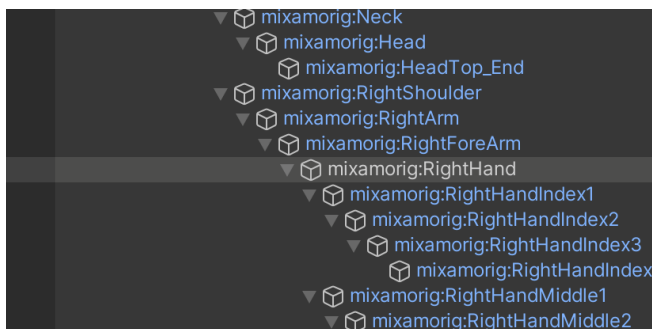 mixamorig:Neck
mixamorig:Head
mixamorig:HeadTop_End
mixamorig:RightShoulder
mixamorig:RightArm
mixamorig:RightForeArm
mixamorig:RightHand
mixamorig:RightHandIndex1
mixamorig:RightHandIndex2
mixamorig:RightHandIndex3
mixamorig:RightHandIndex
mixamorig:RightHandMiddle1
mixamorig:RightHandMiddle2